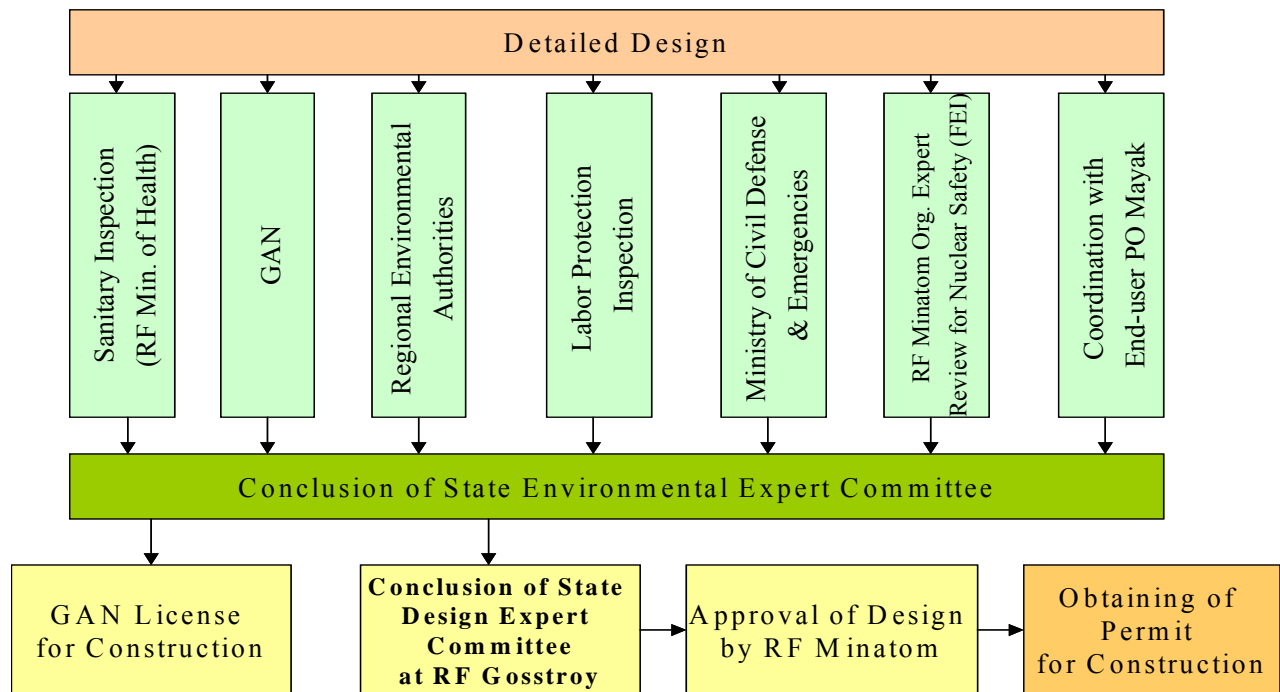 Detailed Design
Sanitary Inspection
(RF Min. of Health)
GAN
Regional Environmental
Authorities
Labor Protection
Inspection
Ministry of Civil Defense
& Emergencies
RF Minatom Org. Expert
Review for Nuclear Safety (FEI)
Coordination with
End-user PO Mayak
Conclusion of State Environmental Expert Committee
GAN License
for Construction
Conclusion of State
Design Expert
Committee
at RF Gosstroy
Approval of Design
by RF Minatom
Obtaining of
Permit
for Construction